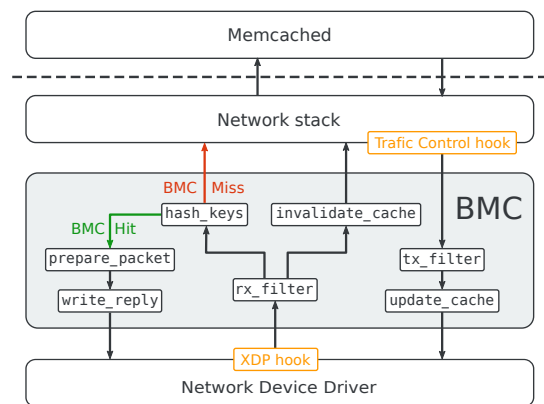 Memcached
Network stack
Trafic Control hook
BMC Miss
hash_keys
invalidate_cache
BMC
BMC Hit
prepare_packet
tx_filter
write_reply
rx_filter
update_cache
XDP hook
Network Device Driver